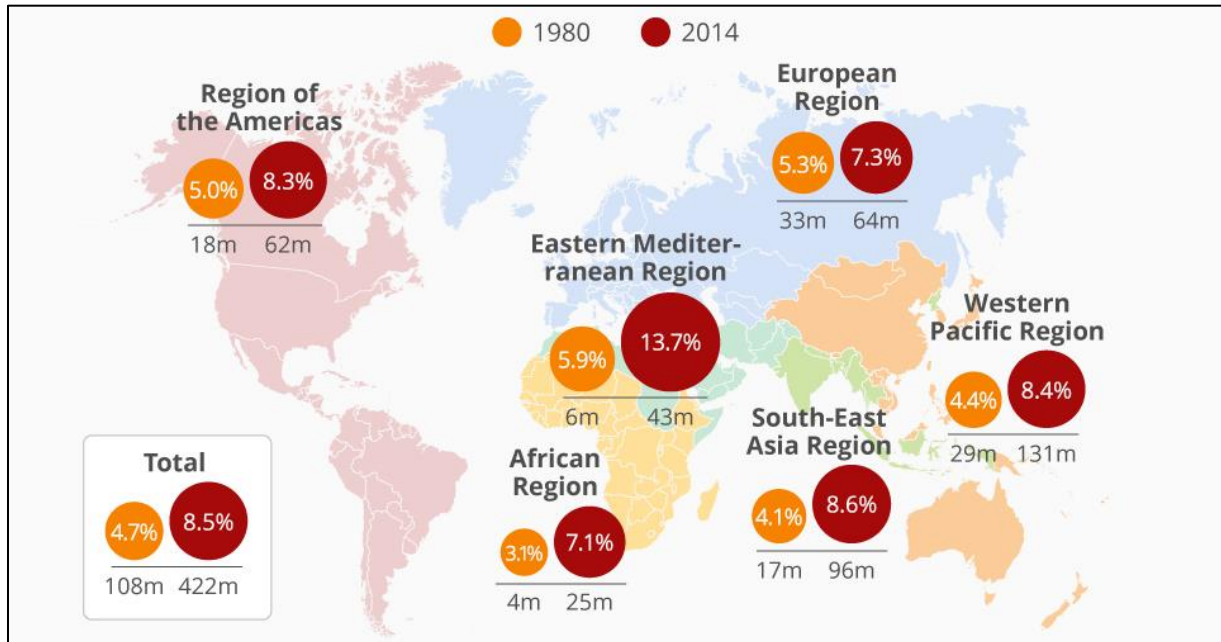 1980 2014
Region of
the Americas
5.0% 8.3%
18m 62m
European
Region
5.3% 7.3%
33m 64m
Eastern Mediter-
ranean Region
5.9% 13.7%
6m 43m
Western
Pacific Region
4.4% 8.4%
29m 131m
South-East
Asia Region
4.1% 8.6%
17m 96m
African
Region
3.1% 7.1%
4m 25m
Total
4.7% 8.5%
108m 422m